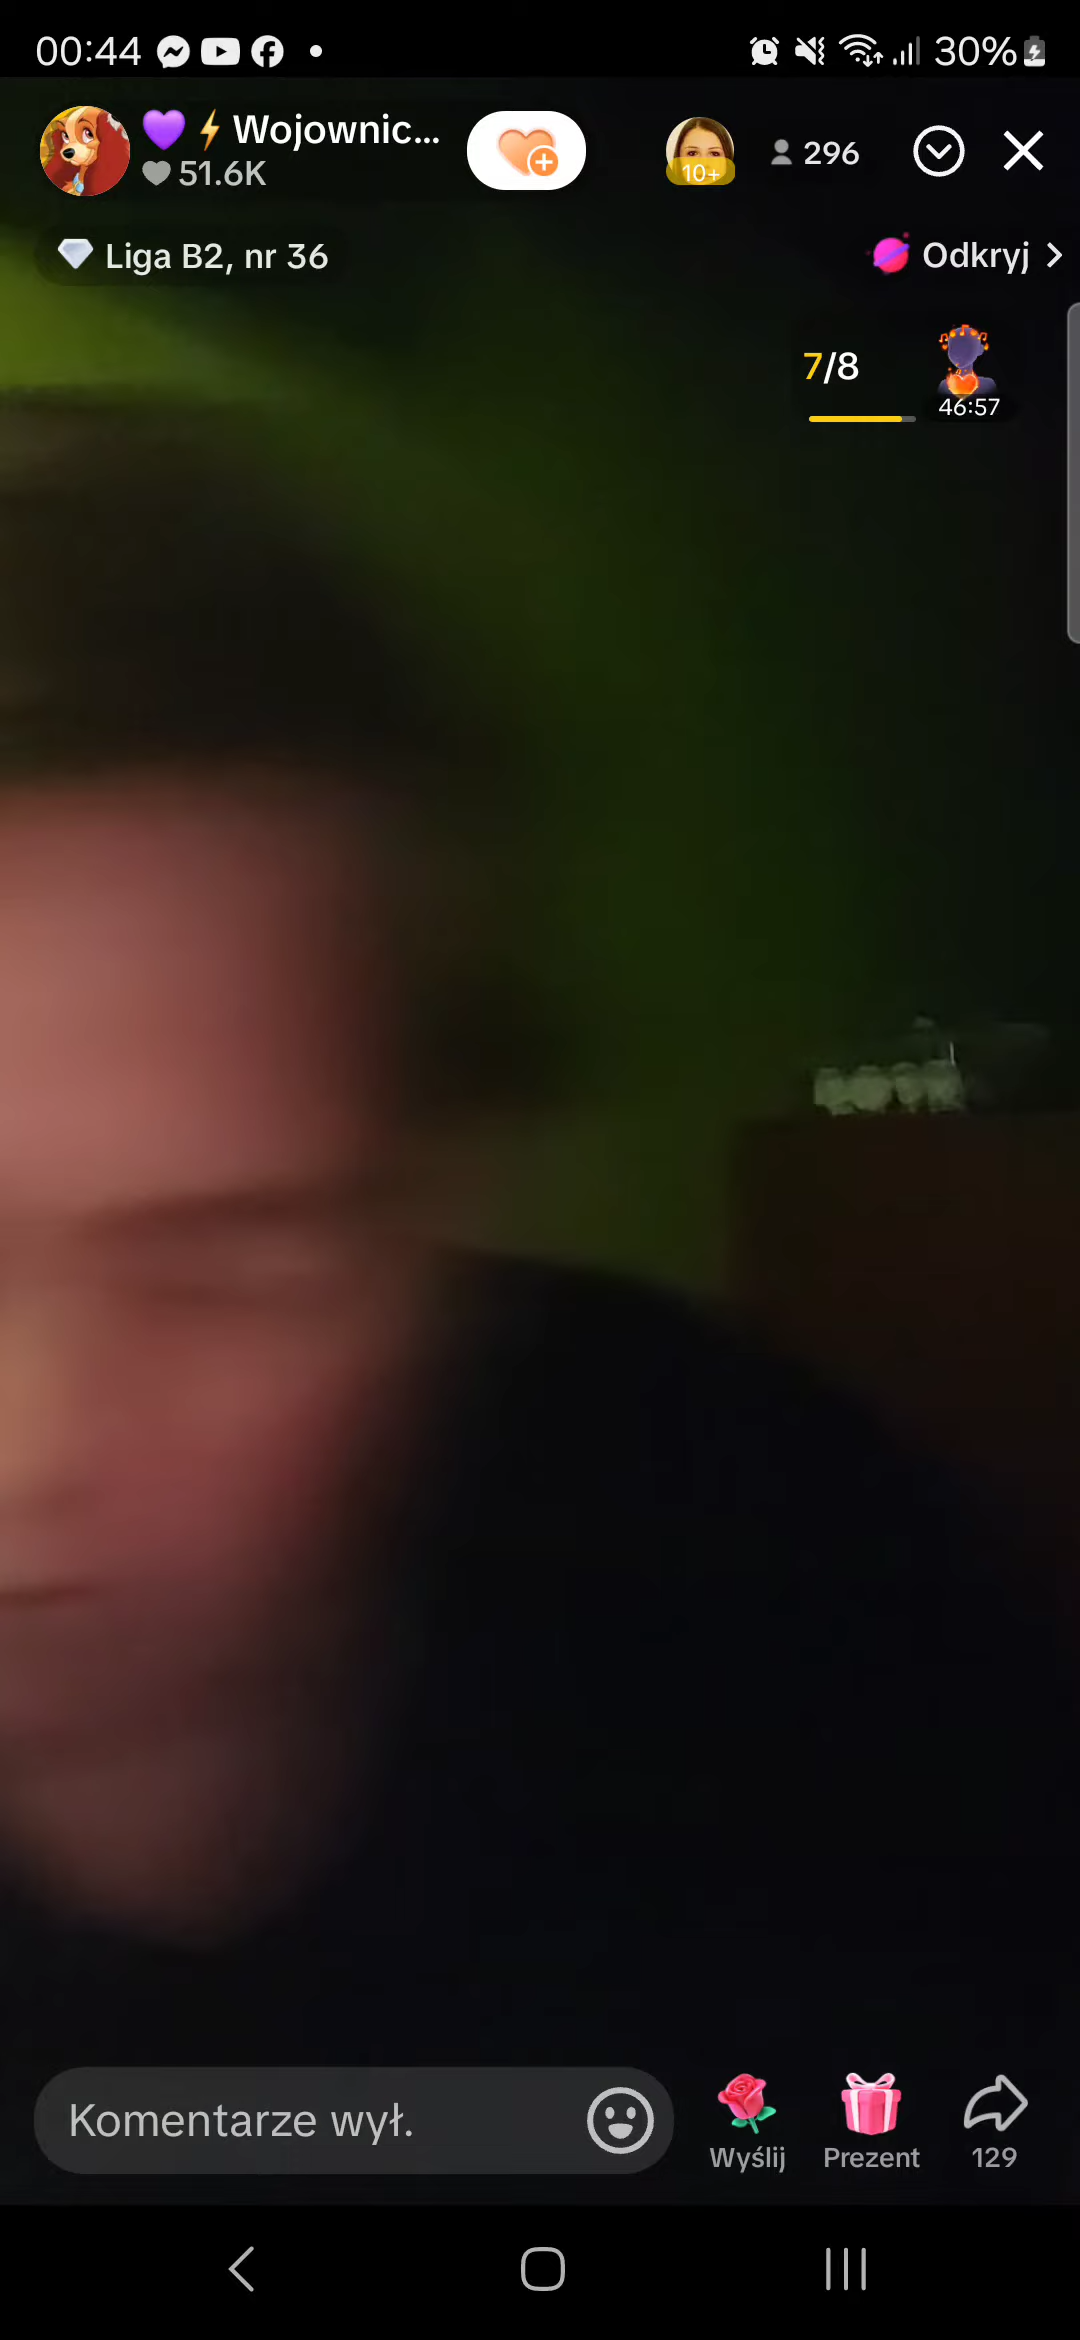 00:44
30%
💜⚡Wojownic...
51.6K
10+
296
Liga B2, nr 36
Odkryj
7/8
46:57
Komentarze wył.
Wyślij
Prezent
129